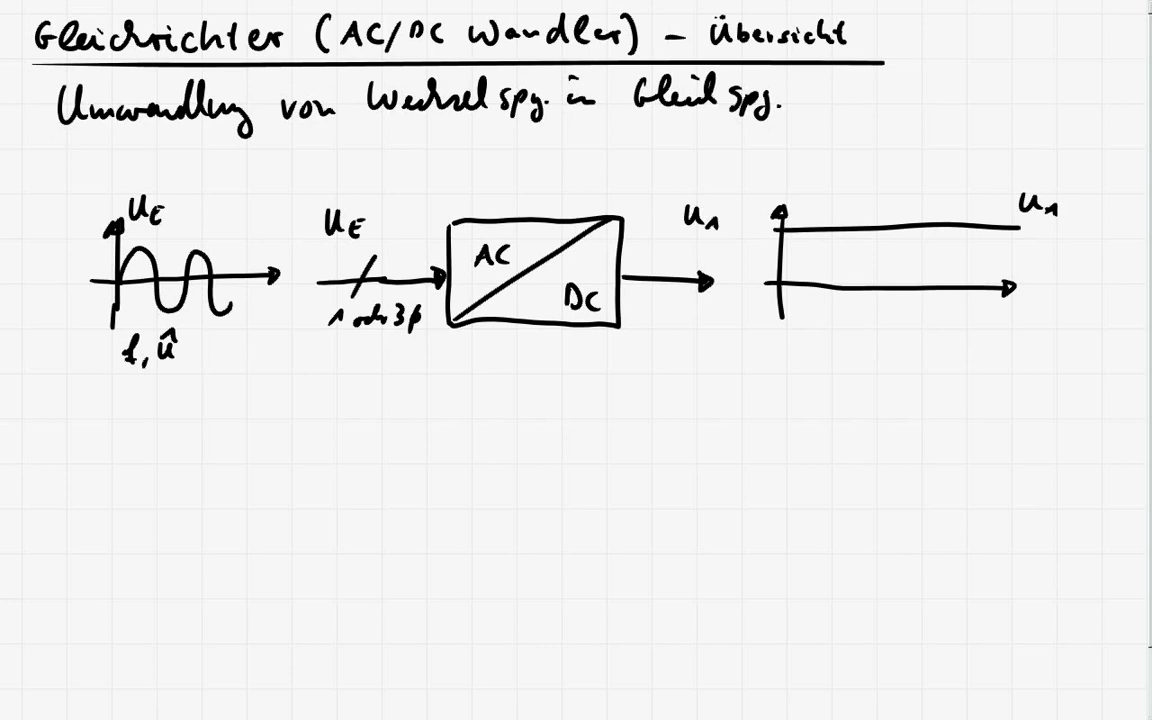 Gleichrichter (AC/DC Wandler) – Übersicht
Umwandlung von Wechselspg. in Gleichspg.
U_E
f, û
U_E
1 oder 3p
AC
DC
U_A
U_A